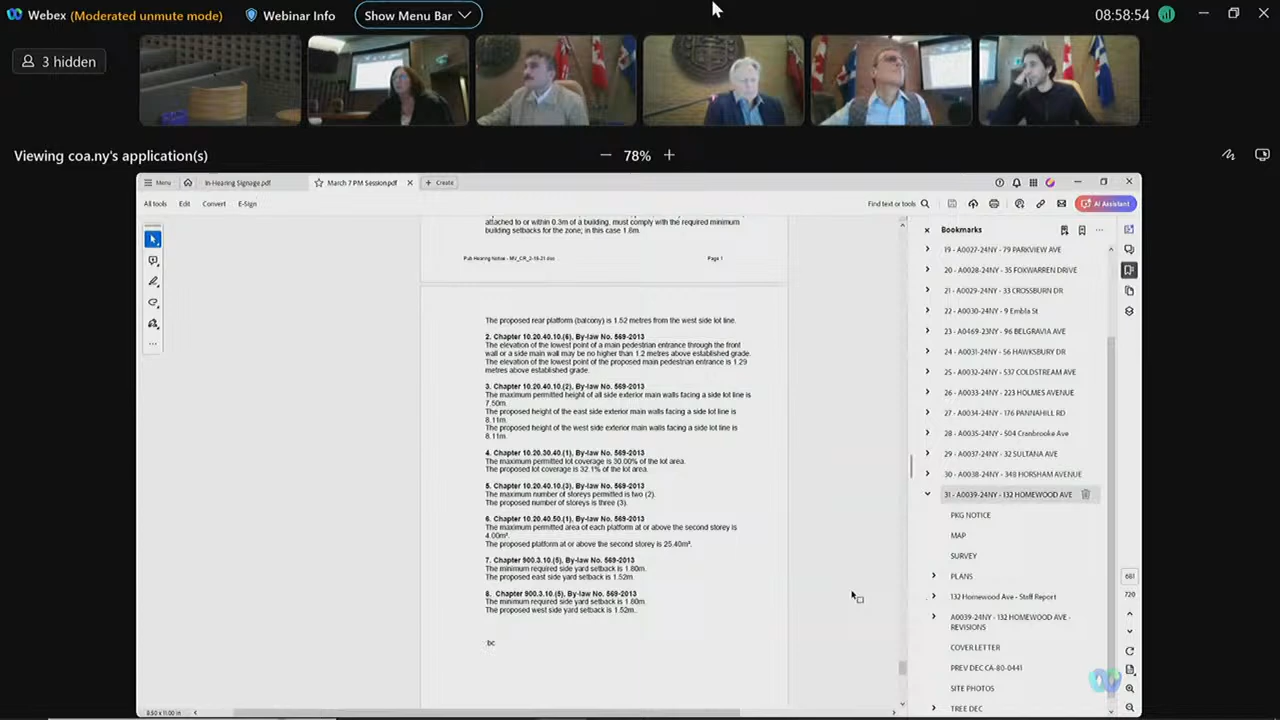 Webex (Moderated unmute mode) Webinar Info Show Menu Bar 08:58:54
3 hidden
Viewing coa.ny's application(s) 78%
Menu In-Hearing Signage.pdf March 7 PM Session.pdf Create
All tools Edit Convert E-Sign Find text or tools AI Assistant
attached to or within 0.3m of a building, must comply with the required minimum
building setbacks for the zone; in this case 1.8m.
Page 1
The proposed rear platform (balcony) is 1.52 metres from the west side lot line.
2. Chapter 10.20.40.10.(6), By-law No. 569-2013
The elevation of the lowest point of a main pedestrian entrance through the front
wall or a side main wall may be no higher than 1.2 metres above established grade.
The elevation of the lowest point of the proposed main pedestrian entrance is 1.29
metres above established grade.
3. Chapter 10.20.40.10.(2), By-law No. 569-2013
The maximum permitted height of all side exterior main walls facing a side lot line is
7.50m.
The proposed height of the east side exterior main walls facing a side lot line is
8.11m.
The proposed height of the west side exterior main walls facing a side lot line is
8.11m.
4. Chapter 10.20.30.40.(1), By-law No. 569-2013
The maximum permitted lot coverage is 30.00% of the lot area.
The proposed lot coverage is 32.1% of the lot area.
5. Chapter 10.20.40.10.(3), By-law No. 569-2013
The maximum number of storeys permitted is two (2).
The proposed number of storeys is three (3).
6. Chapter 10.20.40.50.(1), By-law No. 569-2013
The maximum permitted area of each platform at or above the second storey is
4.00m².
The proposed platform at or above the second storey is 25.40m².
7. Chapter 900.3.10.(5), By-law No. 569-2013
The minimum required side yard setback is 1.80m.
The proposed east side yard setback is 1.52m.
8. Chapter 900.3.10.(5), By-law No. 569-2013
The minimum required side yard setback is 1.80m.
The proposed west side yard setback is 1.52m.
bc
8.50 x 11.00 in
Bookmarks
19 - A0027-24NY - 79 PARKVIEW AVE
20 - A0028-24NY - 35 FOXWARREN DRIVE
21 - A0029-24NY - 33 CROSSBURN DR
22 - A0030-24NY - 9 Embla St
23 - A0469-23NY - 96 BELGRAVIA AVE
24 - A0031-24NY - 56 HAWKSBURY DR
25 - A0032-24NY - 537 COLDSTREAM AVE
26 - A0033-24NY - 223 HOLMES AVENUE
27 - A0034-24NY - 176 PANNAHILL RD
28 - A0035-24NY - 504 Cranbrooke Ave
29 - A0037-24NY - 32 SULTANA AVE
30 - A0038-24NY - 348 HORSHAM AVENUE
31 - A0039-24NY - 132 HOMEWOOD AVE
PKG NOTICE
MAP
SURVEY
PLANS
132 Homewood Ave - Staff Report
A0039-24NY - 132 HOMEWOOD AVE -
REVISIONS
COVER LETTER
PREV DEC CA-80-0441
SITE PHOTOS
TREE DEC
681
720